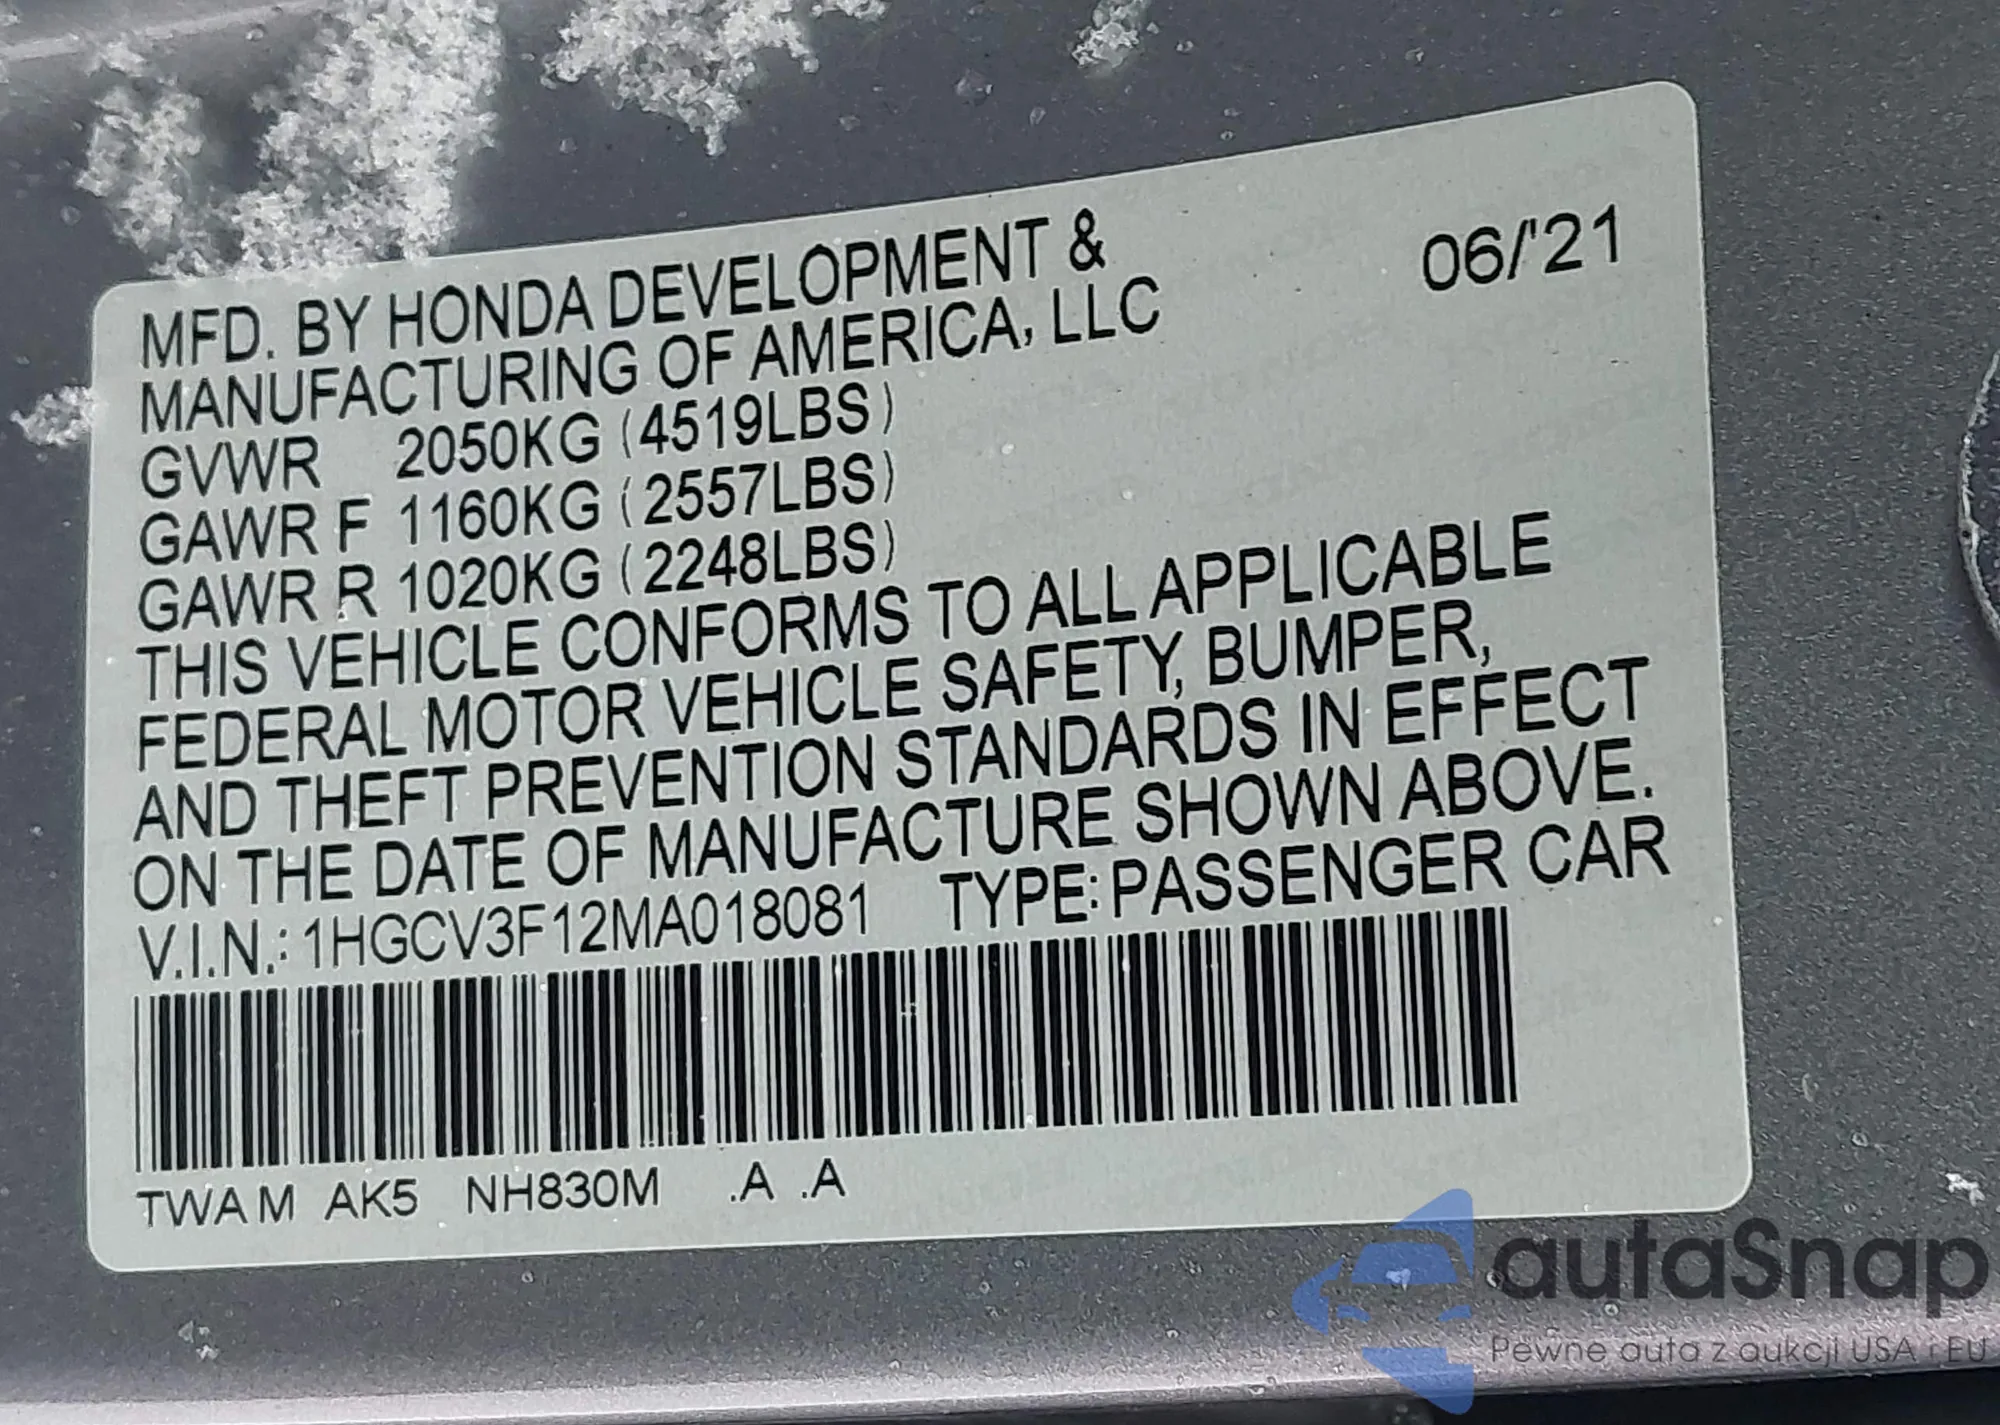 MFD. BY HONDA DEVELOPMENT & 06/'21
MANUFACTURING OF AMERICA, LLC
GVWR 2050KG (4519LBS)
GAWR F 1160KG (2557LBS)
GAWR R 1020KG (2248LBS)
THIS VEHICLE CONFORMS TO ALL APPLICABLE
FEDERAL MOTOR VEHICLE SAFETY, BUMPER,
AND THEFT PREVENTION STANDARDS IN EFFECT
ON THE DATE OF MANUFACTURE SHOWN ABOVE.
V.I.N.: 1HGCV3F12MA018081 TYPE: PASSENGER CAR
TWA M AK5 NH830M .A .A
autaSnap
Pewne auta z aukcji USA i EU